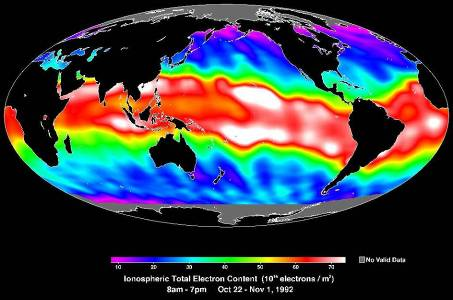 10 20 30 40 50 60 70 No Valid Data
Ionospheric Total Electron Content (10¹⁶ electrons / m²)
8am - 7pm Oct 22 - Nov 1, 1992